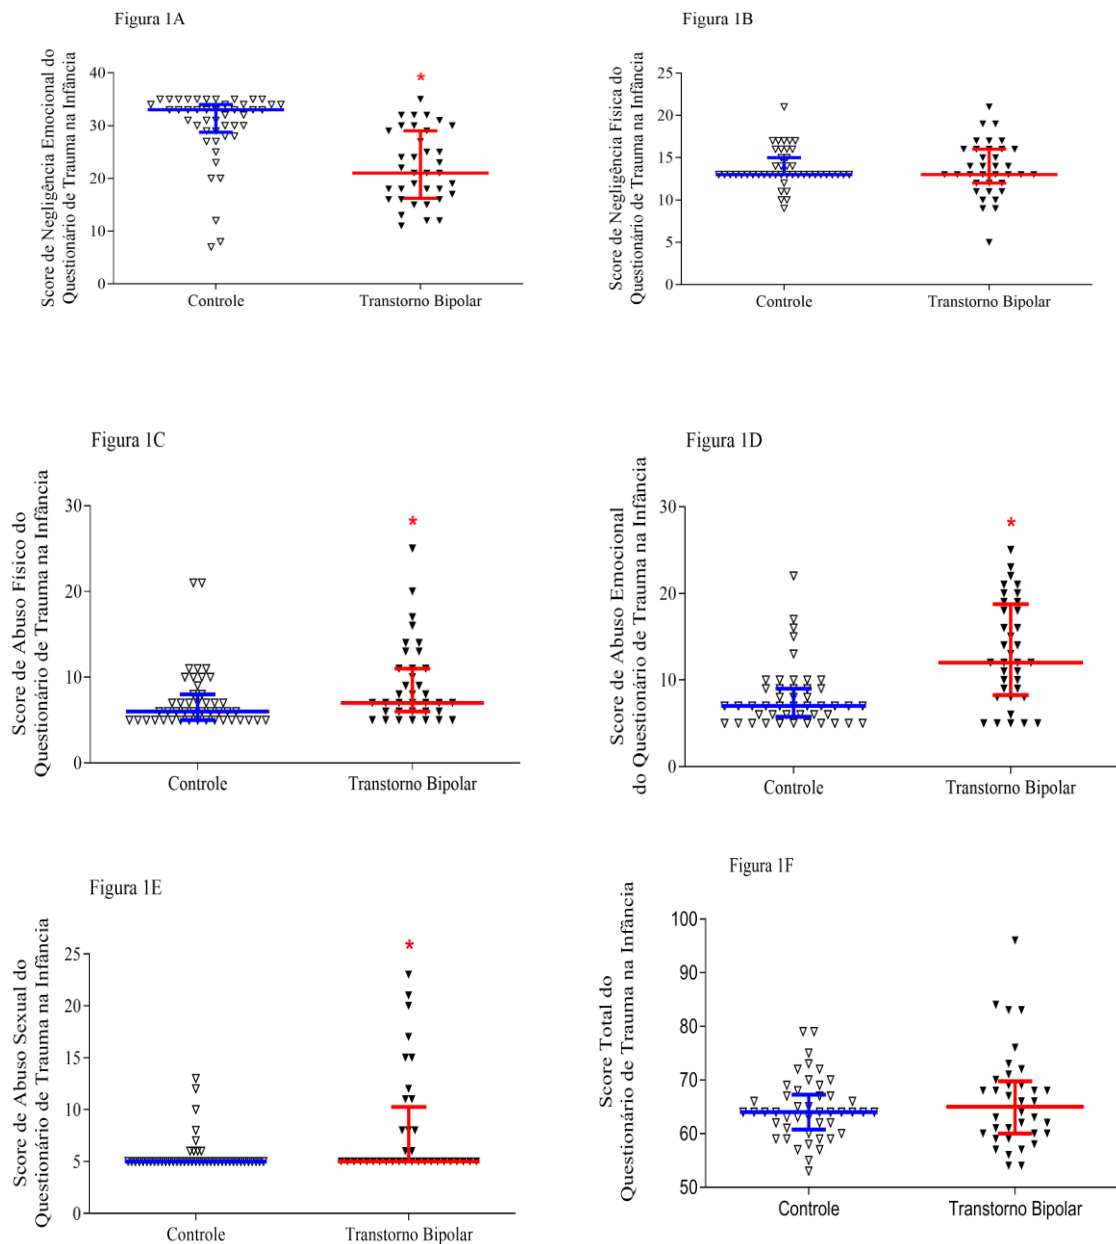 Figura 1A
Score de Negligência Emocional do
Questionário de Trauma na Infância
40
30
20
10
0
*
Controle
Transtorno Bipolar
Figura 1B
Score de Negligência Física do
Questionário de Trauma na Infância
25
20
15
10
5
0
Controle
Transtorno Bipolar
Figura 1C
Score de Abuso Físico do
Questionário de Trauma na Infância
30
20
10
0
*
Controle
Transtorno Bipolar
Figura 1D
Score de Abuso Emocional
do Questionário de Trauma na Infância
30
20
10
0
*
Controle
Transtorno Bipolar
Figura 1E
Score de Abuso Sexual do
Questionário de Trauma na Infância
25
20
15
10
5
0
*
Controle
Transtorno Bipolar
Figura 1F
Score Total do
Questionário de Trauma na Infância
100
90
80
70
60
50
Controle
Transtorno Bipolar